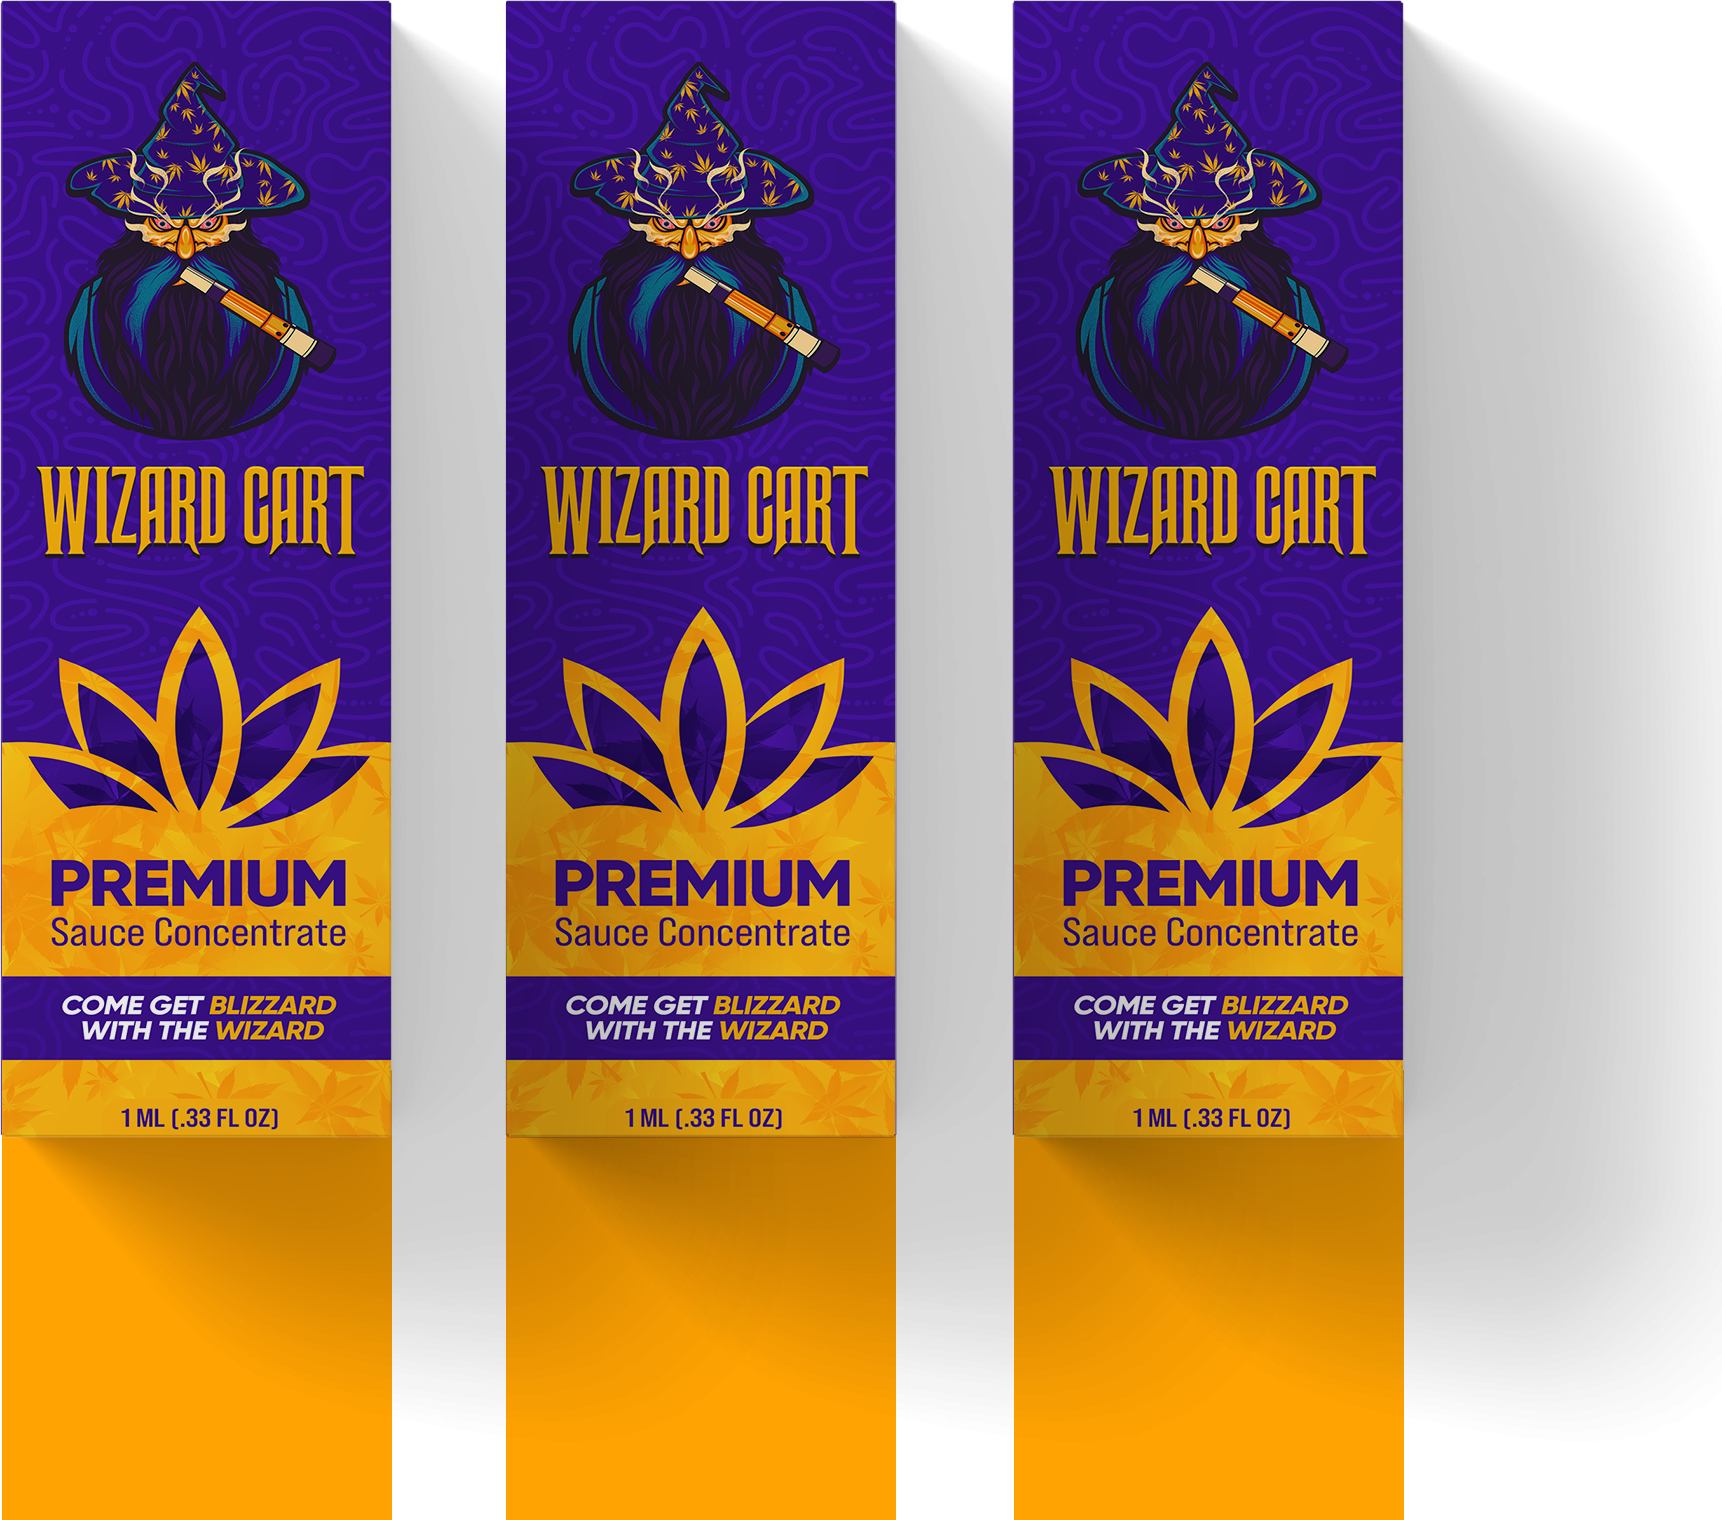 WIZARD CART
PREMIUM
Sauce Concentrate
COME GET BLIZZARD
WITH THE WIZARD
1 ML (.33 FL OZ)
WIZARD CART
PREMIUM
Sauce Concentrate
COME GET BLIZZARD
WITH THE WIZARD
1 ML (.33 FL OZ)
WIZARD CART
PREMIUM
Sauce Concentrate
COME GET BLIZZARD
WITH THE WIZARD
1 ML (.33 FL OZ)